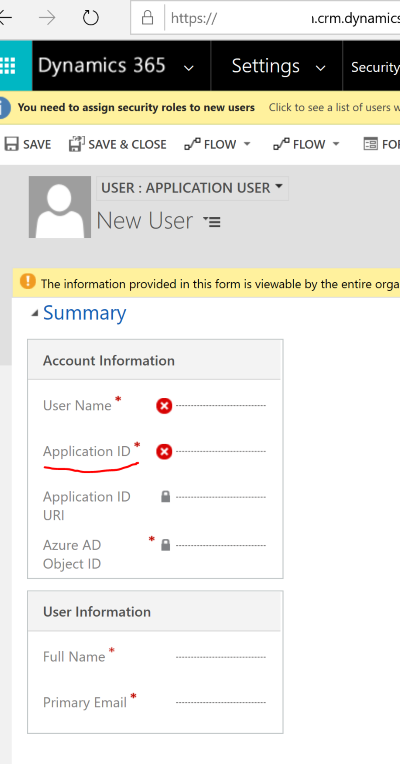 https:// .crm.dynamics
Dynamics 365 Settings Security
You need to assign security roles to new users Click to see a list of users
SAVE SAVE & CLOSE FLOW FLOW FOR
USER : APPLICATION USER
New User
The information provided in this form is viewable by the entire orga
Summary
Account Information
User Name *
Application ID *
Application ID
URI
Azure AD *
Object ID
User Information
Full Name *
Primary Email *